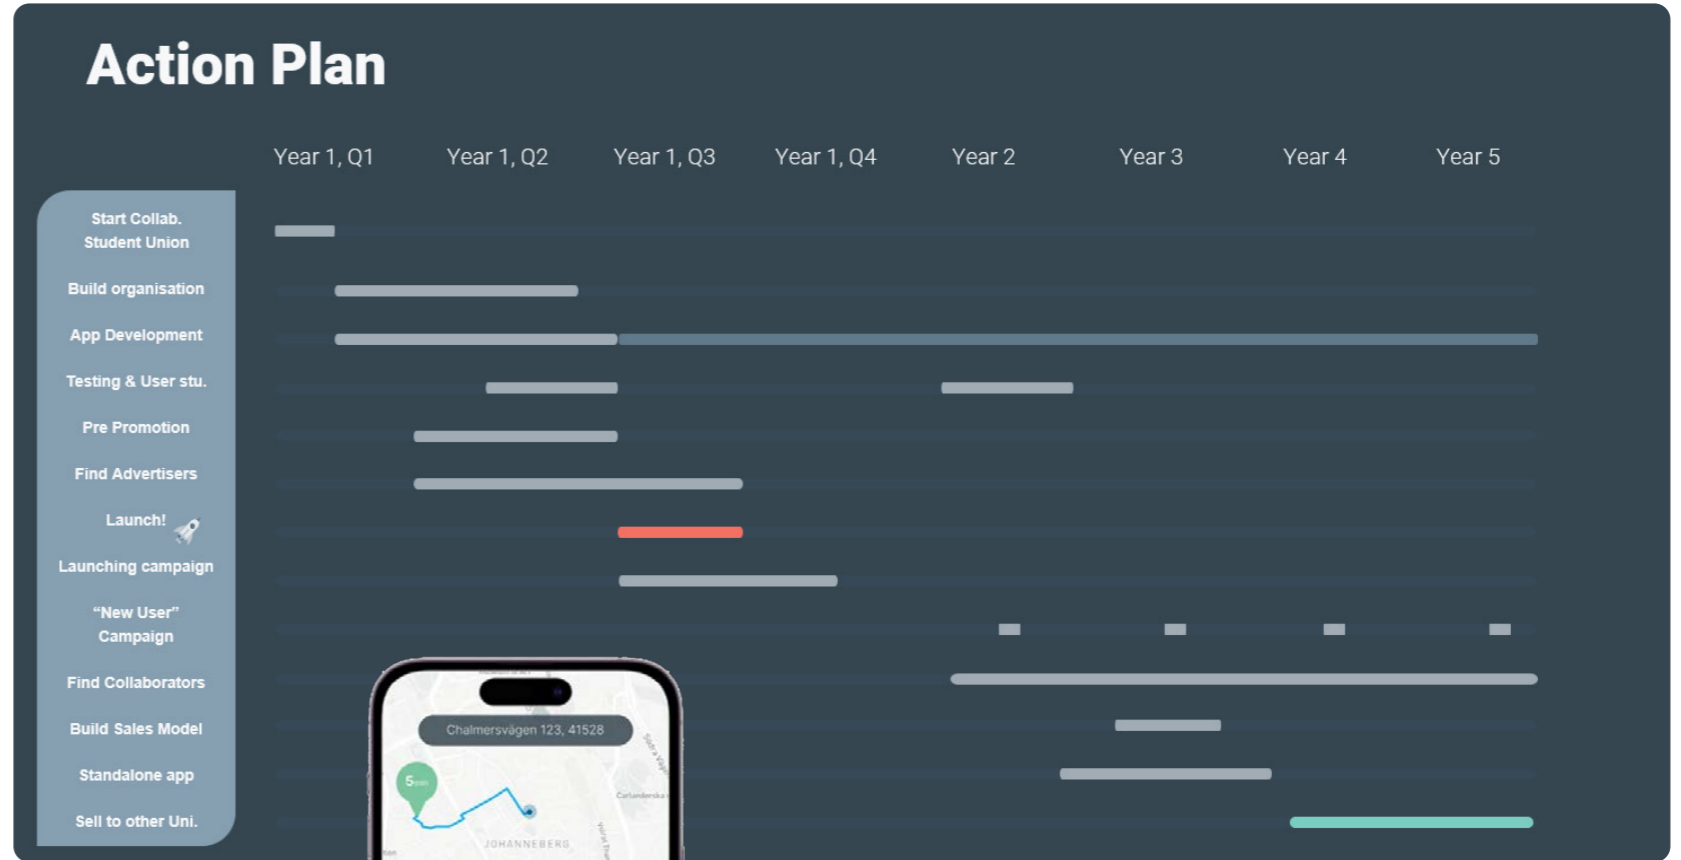 Action Plan
Year 1, Q1
Year 1, Q2
Year 1, Q3
Year 1, Q4
Year 2
Year 3
Year 4
Year 5
Start Collab.
Student Union
Build organisation
App Development
Testing & User stu.
Pre Promotion
Find Advertisers
Launch!
Launching campaign
“New User”
Campaign
Find Collaborators
Build Sales Model
Standalone app
Sell to other Uni.
Chalmersvägen 123, 41528
5
JOHANNEBERG